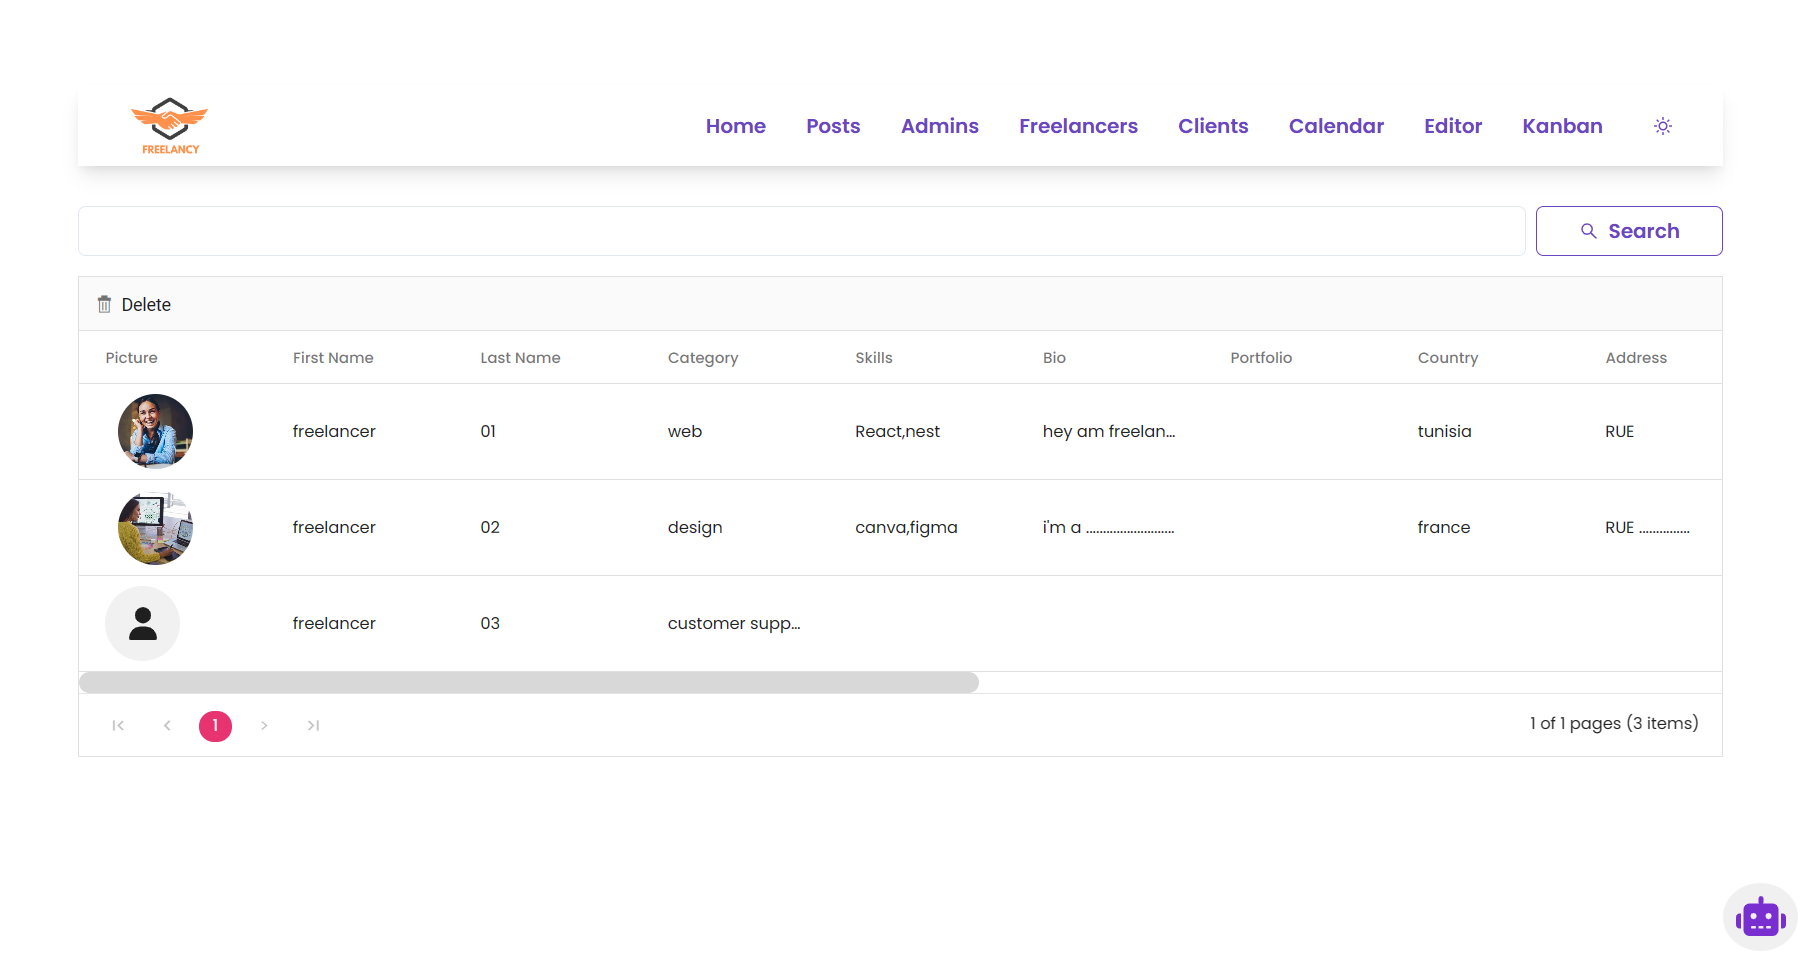 FREELANCY
Home Posts Admins Freelancers Clients Calendar Editor Kanban
Search
Delete
Picture First Name Last Name Category Skills Bio Portfolio Country Address
freelancer 01 web React,nest hey am freelan... tunisia RUE
freelancer 02 design canva,figma i'm a .......................... france RUE ...............
freelancer 03 customer supp...
1
1 of 1 pages (3 items)